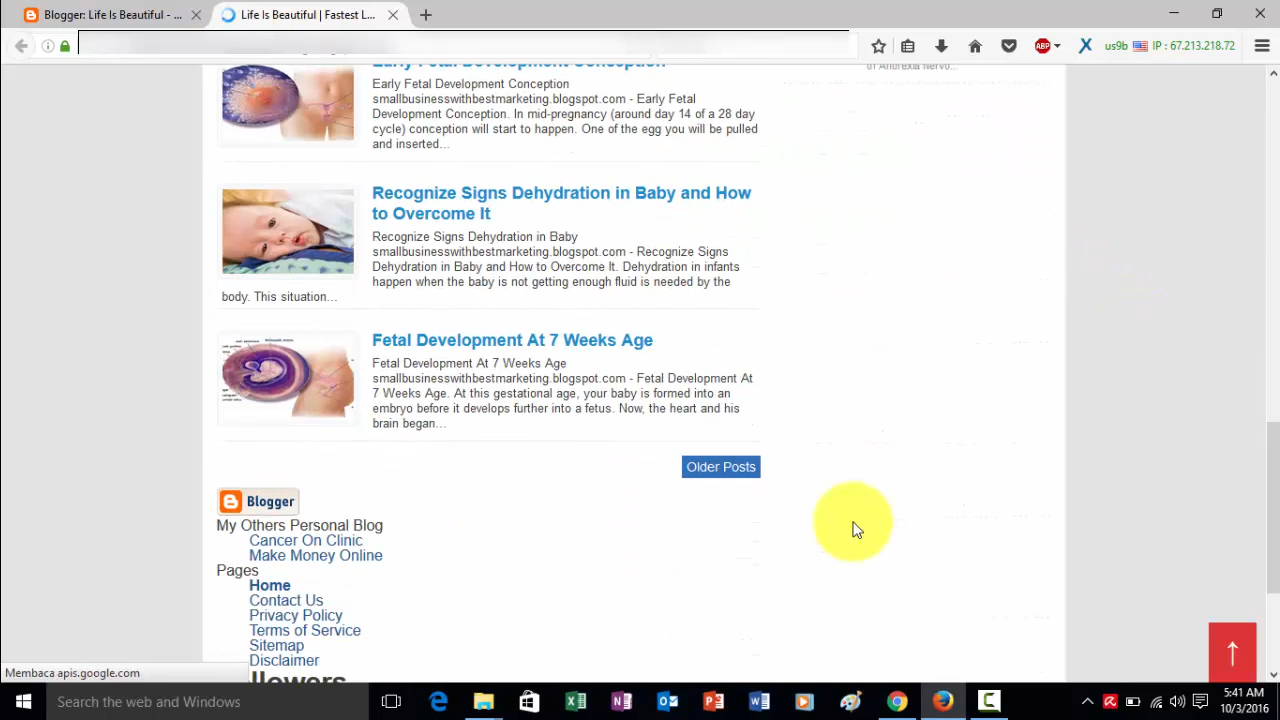 Blogger: Life Is Beautiful - ...
Life Is Beautiful | Fastest L...
ABP
us9b
IP : 67.213.218.72
Early Fetal Development Conception
of Anorexia Nervo...
Early Fetal Development Conception
smallbusinesswithbestmarketing.blogspot.com - Early Fetal
Development Conception. In mid-pregnancy (around day 14 of a 28 day
cycle) conception will start to happen. One of the egg you will be pulled
and inserted...
Recognize Signs Dehydration in Baby and How
to Overcome It
Recognize Signs Dehydration in Baby
smallbusinesswithbestmarketing.blogspot.com - Recognize Signs
Dehydration in Baby and How to Overcome It. Dehydration in infants
happen when the baby is not getting enough fluid is needed by the
body. This situation...
Fetal Development At 7 Weeks Age
Fetal Development At 7 Weeks Age
smallbusinesswithbestmarketing.blogspot.com - Fetal Development At
7 Weeks Age. At this gestational age, your baby is formed into an
embryo before it develops further into a fetus. Now, the heart and his
brain began...
Older Posts
Blogger
My Others Personal Blog
Cancer On Clinic
Make Money Online
Pages
Home
Contact Us
Privacy Policy
Terms of Service
Sitemap
Disclaimer
llowers
Membaca apis.google.com
Search the web and Windows
5:41 AM
10/3/2016